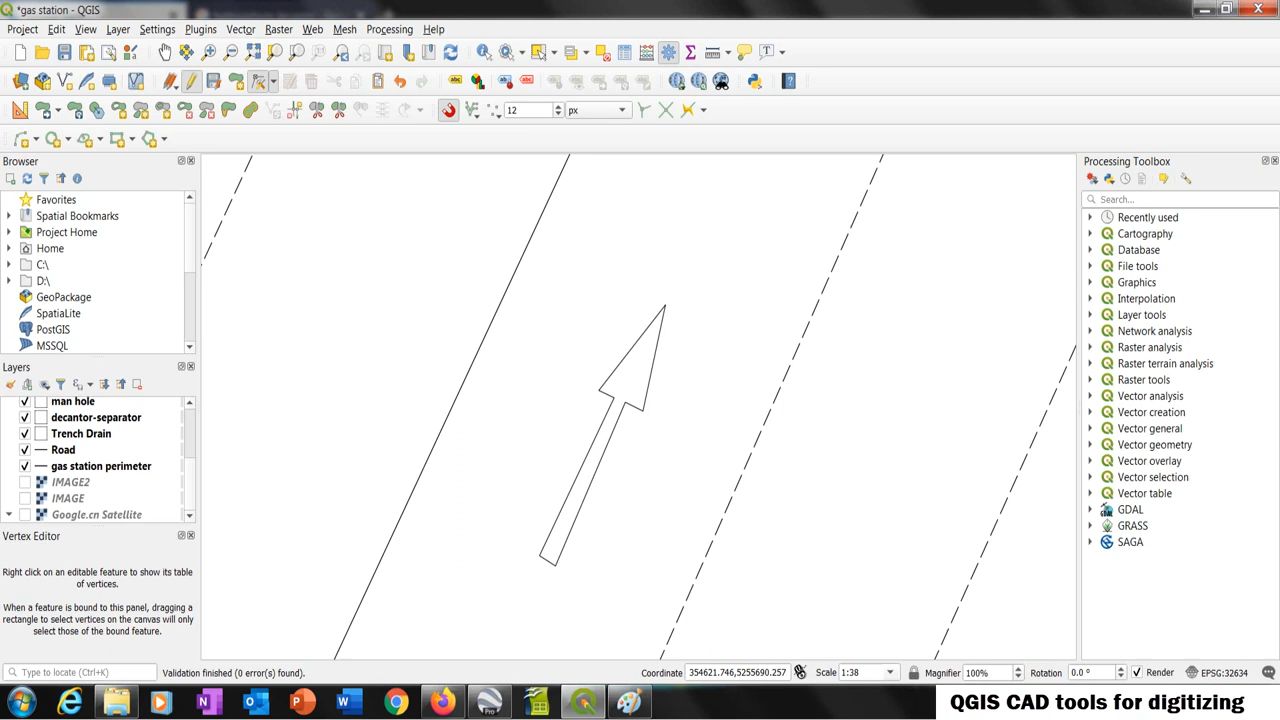 *gas station - QGIS
Project Edit View Layer Settings Plugins Vector Raster Web Mesh Processing Help
12 px
Browser
Favorites
Spatial Bookmarks
Project Home
Home
C:\
D:\
GeoPackage
SpatiaLite
PostGIS
MSSQL
Layers
man hole
decantor-separator
Trench Drain
Road
gas station perimeter
IMAGE2
IMAGE
Google.cn Satellite
Vertex Editor
Right click on an editable feature to show its table
of vertices.
When a feature is bound to this panel, dragging a
rectangle to select vertices on the canvas will only
select those of the bound feature.
Processing Toolbox
Search...
Recently used
Cartography
Database
File tools
Graphics
Interpolation
Layer tools
Network analysis
Raster analysis
Raster terrain analysis
Raster tools
Vector analysis
Vector creation
Vector general
Vector geometry
Vector overlay
Vector selection
Vector table
GDAL
GRASS
SAGA
Type to locate (Ctrl+K) Validation finished (0 error(s) found). Coordinate 354621.746,5255690.257 Scale 1:38 Magnifier 100% Rotation 0.0 ° Render EPSG:32634
QGIS CAD tools for digitizing